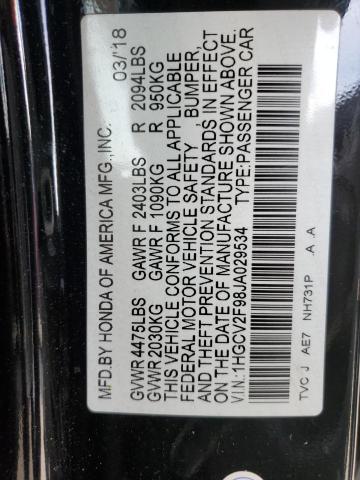 MFD.BY HONDA OF AMERICA MFG.,INC. 03/'18
GVWR 4475LBS GAWR F 2403LBS R 2094LBS
GVWR 2030KG GAWR F 1090KG R 950KG
THIS VEHICLE CONFORMS TO ALL APPLICABLE
FEDERAL MOTOR VEHICLE SAFETY BUMPER,
AND THEFT PREVENTION STANDARDS IN EFFECT
ON THE DATE OF MANUFACTURE SHOWN ABOVE.
V.I.N.:1HGCV2F98JA029534 TYPE:PASSENGER CAR
TVC J AE7 NH731P A .A